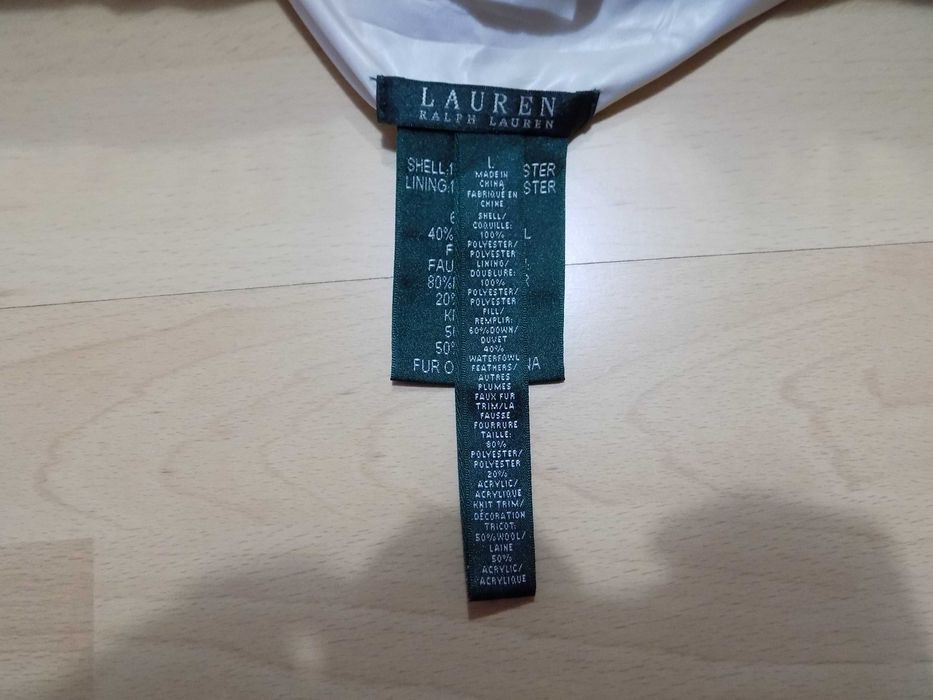 LAUREN
RALPH LAUREN
SHELL:1
STER
LINING:1
STER
6
40%
L
F
FAU
80%
R
20%
KI
50°
FUR O
NA
L
MADE IN
CHINA
FABRIQUÉ EN
CHINE
SHELL/
COQUILLE:
100%
POLYESTER/
POLYESTER
LINING/
DOUBLURE:
100%
POLYESTER/
POLYESTER
FILL/
REMPLIR:
60%DOWN/
DUVET
40%
WATERFOWL
FEATHERS/
AUTRES
PLUMES
FAUX FUR
TRIM/LA
FAUSSE
FOURRURE
TAILLE:
80%
POLYESTER/
POLYESTER
20%
ACRYLIC/
ACRYLIQUE
KNIT TRIM/
DÉCORATION
TRICOT:
50%WOOL/
LAINE
50%
ACRYLIC/
ACRYLIQUE